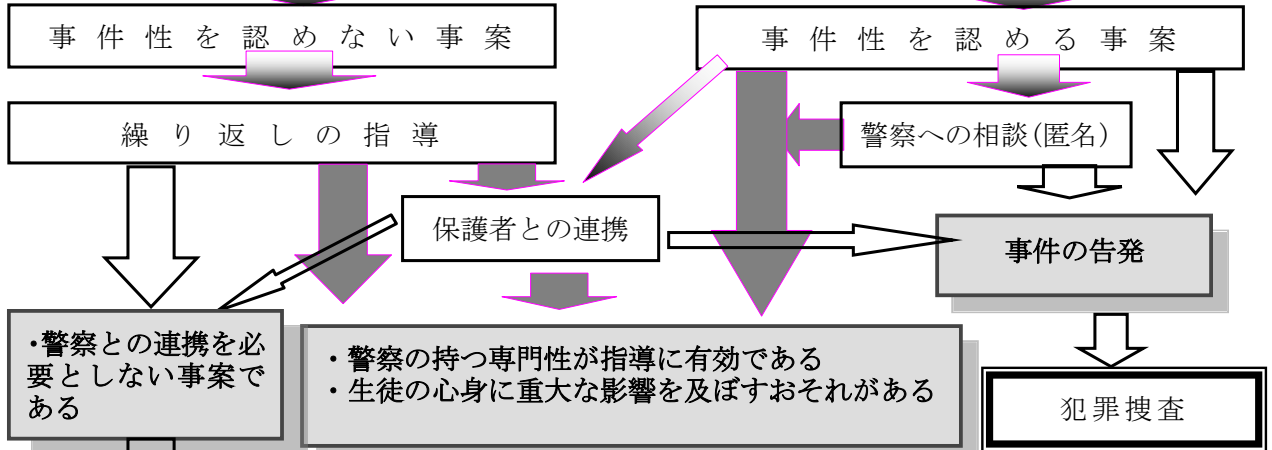 事件性を認めない事案
事件性を認める事案
繰り返しの指導
警察への相談(匿名)
保護者との連携
事件の告発
・警察との連携を必
要としない事案で
ある
・警察の持つ専門性が指導に有効である
・生徒の心身に重大な影響を及ぼすおそれがある
犯罪捜査